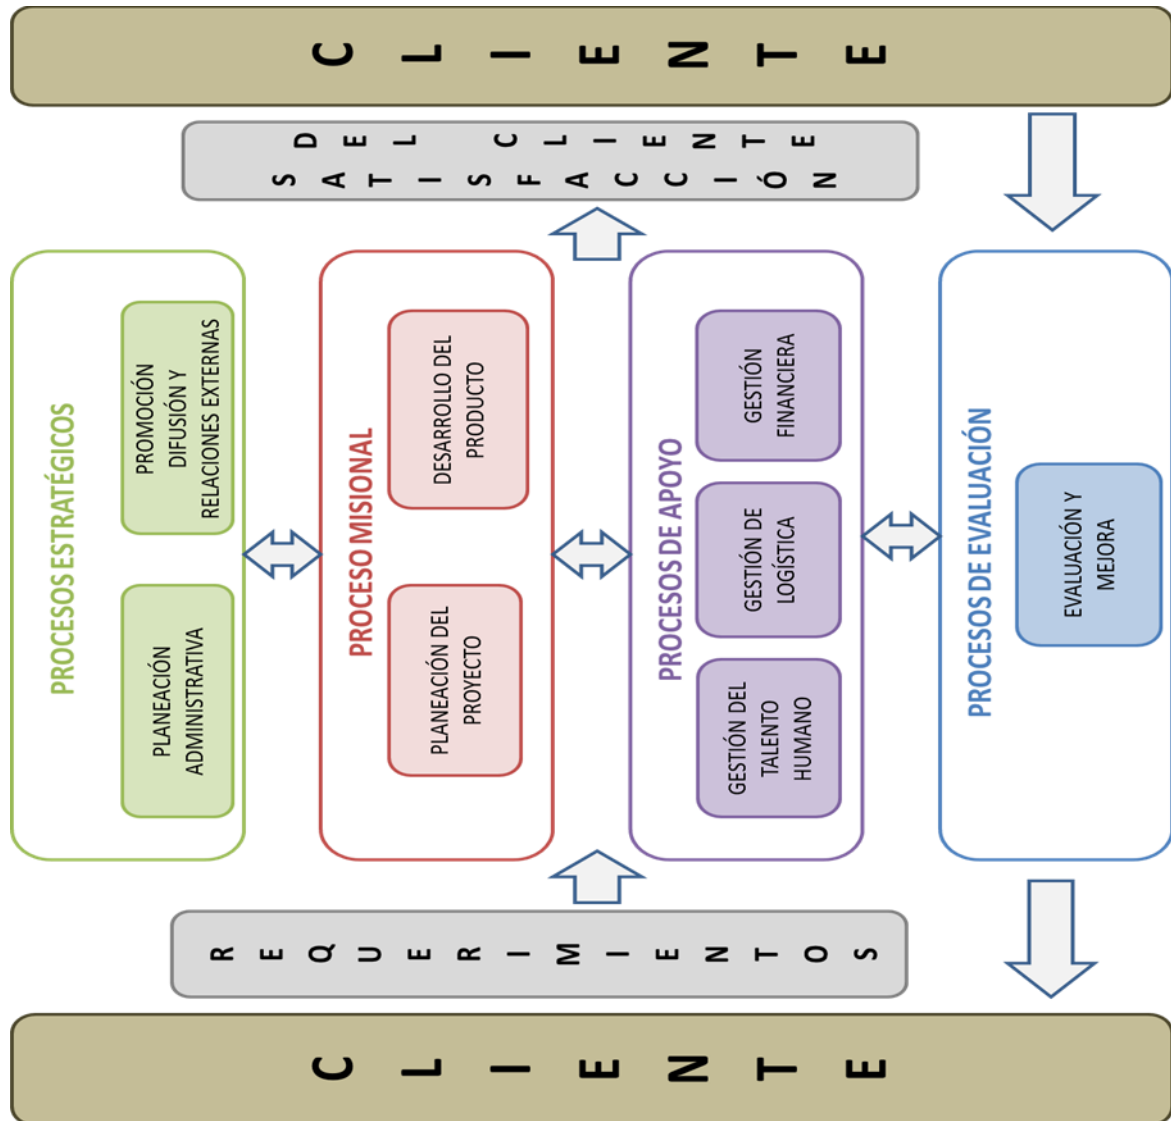 CLIENTE
REQUERIMIENTOS
PROCESOS ESTRATÉGICOS
PLANEACIÓN
ADMINISTRATIVA
PROMOCIÓN
DIFUSIÓN Y
RELACIONES EXTERNAS
PROCESO MISIONAL
PLANEACIÓN DEL
PROYECTO
DESARROLLO DEL
PRODUCTO
PROCESOS DE APOYO
GESTIÓN DEL
TALENTO
HUMANO
GESTIÓN DE
LOGÍSTICA
GESTIÓN
FINANCIERA
PROCESOS DE EVALUACIÓN
EVALUACIÓN Y
MEJORA
SATISFACCIÓN
DEL CLIENTE
CLIENTE